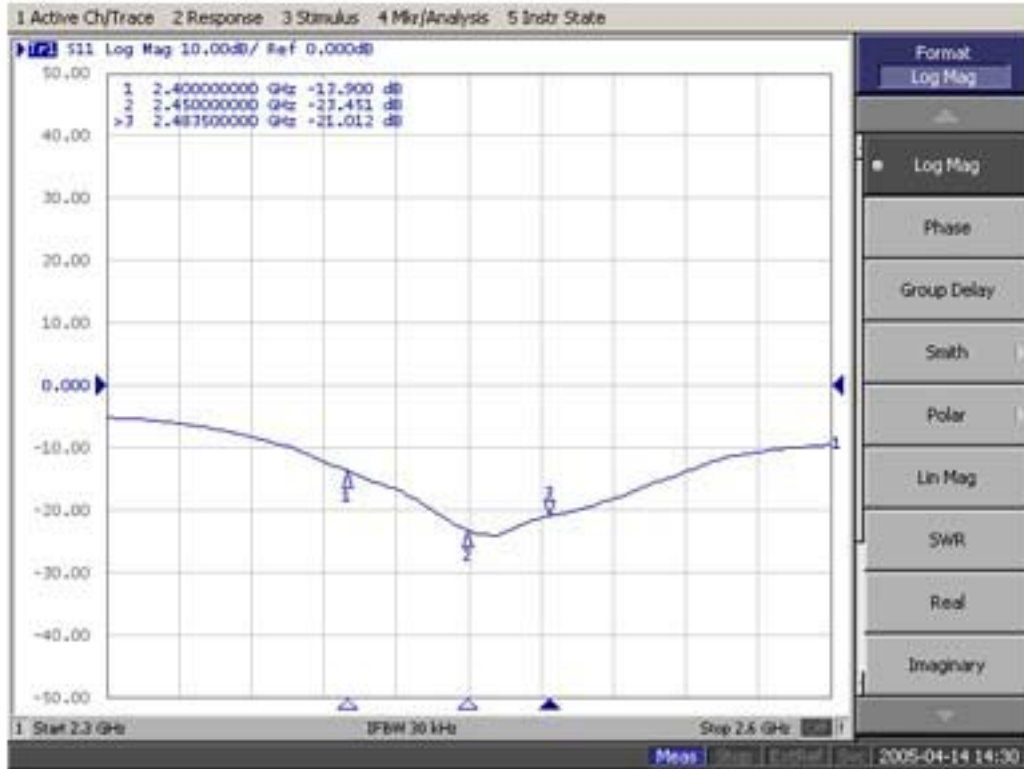 1 Active Ch/Trace 2 Response 3 Stimulus 4 Mkr/Analysis 5 Instr State
Tr1 S11 Log Mag 10.00dB/ Ref 0.000dB
50.00
1 2.400000000 GHz -13.900 dB
2 2.450000000 GHz -23.451 dB
>3 2.483500000 GHz -21.012 dB
40.00
30.00
20.00
10.00
0.000
-10.00
1
1
3
-20.00
2
-30.00
-40.00
-50.00
1 Start 2.3 GHz IFBW 30 kHz Stop 2.6 GHz !
Meas 2005-04-14 14:30
Format
Log Mag
Log Mag
Phase
Group Delay
Smith
Polar
Lin Mag
SWR
Real
Imaginary